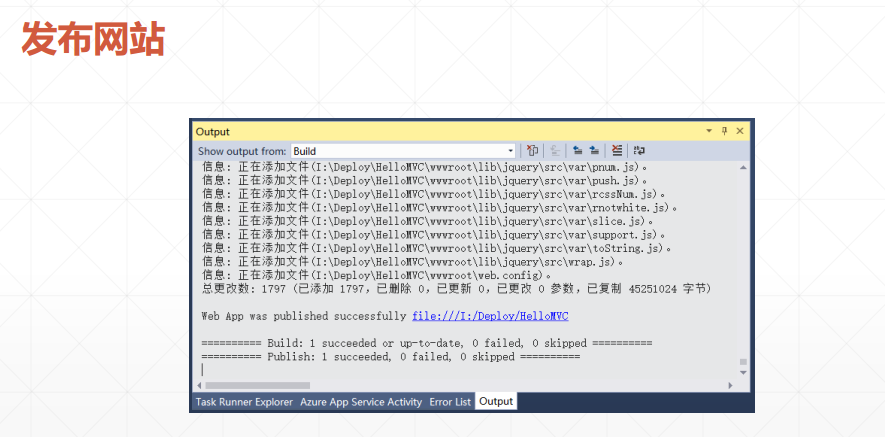 发布网站
Output
Show output from: Build
信息: 正在添加文件(I:\Deploy\HelloMVC\wwwroot\lib\jquery\src\var\pnum.js)。
信息: 正在添加文件(I:\Deploy\HelloMVC\wwwroot\lib\jquery\src\var\push.js)。
信息: 正在添加文件(I:\Deploy\HelloMVC\wwwroot\lib\jquery\src\var\rcssNum.js)。
信息: 正在添加文件(I:\Deploy\HelloMVC\wwwroot\lib\jquery\src\var\rnotwhite.js)。
信息: 正在添加文件(I:\Deploy\HelloMVC\wwwroot\lib\jquery\src\var\slice.js)。
信息: 正在添加文件(I:\Deploy\HelloMVC\wwwroot\lib\jquery\src\var\support.js)。
信息: 正在添加文件(I:\Deploy\HelloMVC\wwwroot\lib\jquery\src\var\toString.js)。
信息: 正在添加文件(I:\Deploy\HelloMVC\wwwroot\lib\jquery\src\wrap.js)。
信息: 正在添加文件(I:\Deploy\HelloMVC\wwwroot\web.config)。
总更改数: 1797 (已添加 1797, 已删除 0, 已更新 0, 已更改 0 参数, 已复制 45251024 字节)
Web App was published successfully file:///I:/Deploy/HelloMVC
========== Build: 1 succeeded or up-to-date, 0 failed, 0 skipped ==========
========== Publish: 1 succeeded, 0 failed, 0 skipped ==========
Task Runner Explorer Azure App Service Activity Error List Output